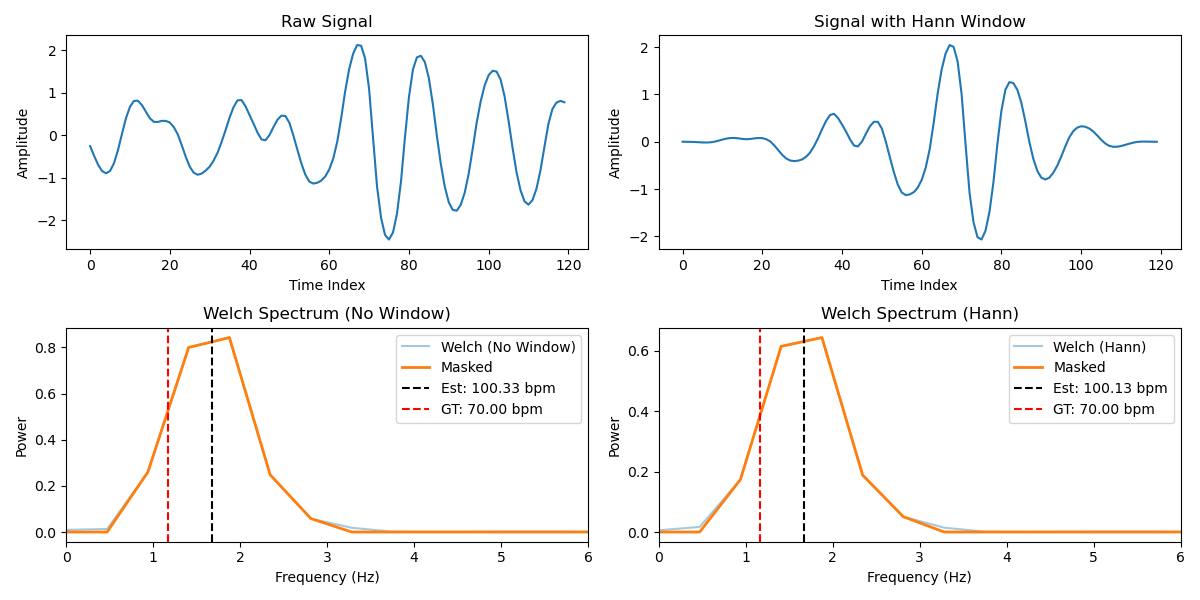 Raw Signal
Amplitude
2
1
0
−1
−2
0 20 40 60 80 100 120
Time Index
Signal with Hann Window
Amplitude
2
1
0
−1
−2
0 20 40 60 80 100 120
Time Index
Welch Spectrum (No Window)
Power
0.8
0.6
0.4
0.2
0.0
Welch (No Window)
Masked
Est: 100.33 bpm
GT: 70.00 bpm
0 1 2 3 4 5 6
Frequency (Hz)
Welch Spectrum (Hann)
Power
0.6
0.4
0.2
0.0
Welch (Hann)
Masked
Est: 100.13 bpm
GT: 70.00 bpm
0 1 2 3 4 5 6
Frequency (Hz)